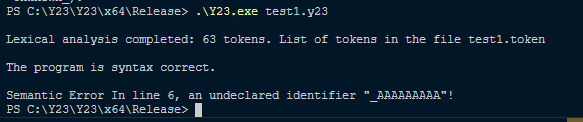 PS C:\Y23\Y23\x64\Release> .\Y23.exe test1.y23
Lexical analysis completed: 63 tokens. List of tokens in the file test1.token
The program is syntax correct.
Semantic Error In line 6, an undeclared identifier "_AAAAAAAAA"!
PS C:\Y23\Y23\x64\Release>